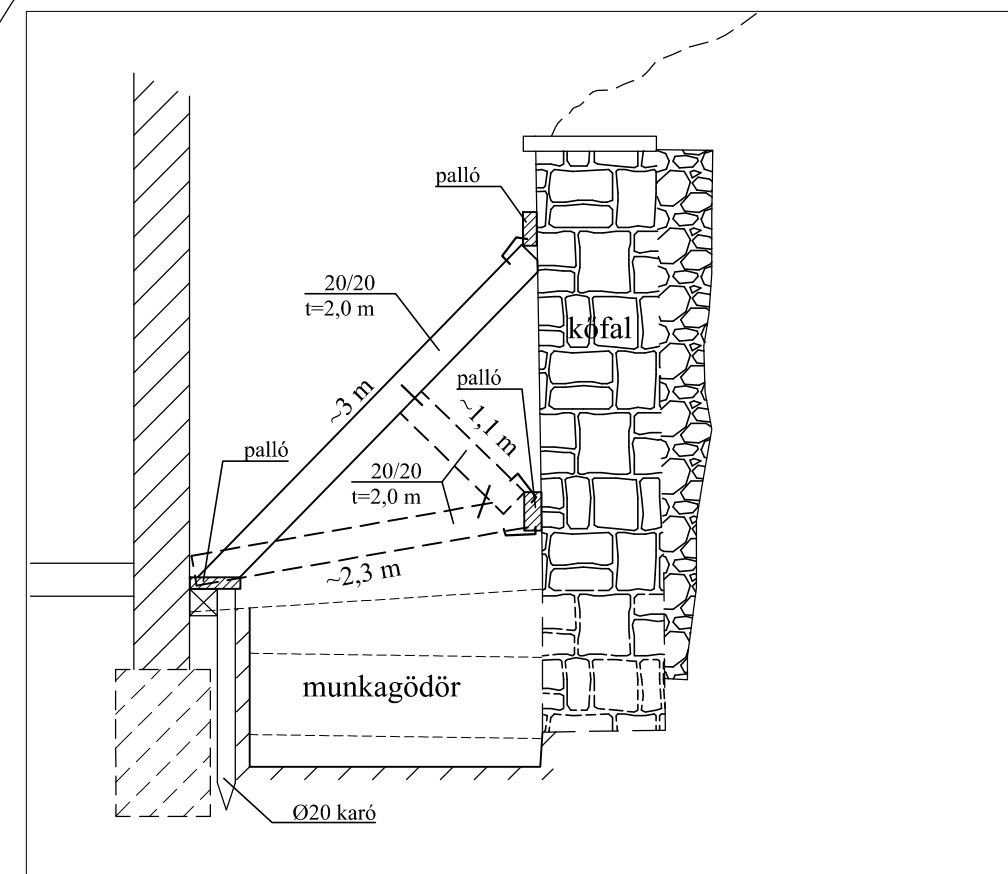 palló
20/20
t=2,0 m
kőfal
palló
~3 m
~1,1 m
palló
20/20
t=2,0 m
~2,3 m
munkagödör
Ø20 karó